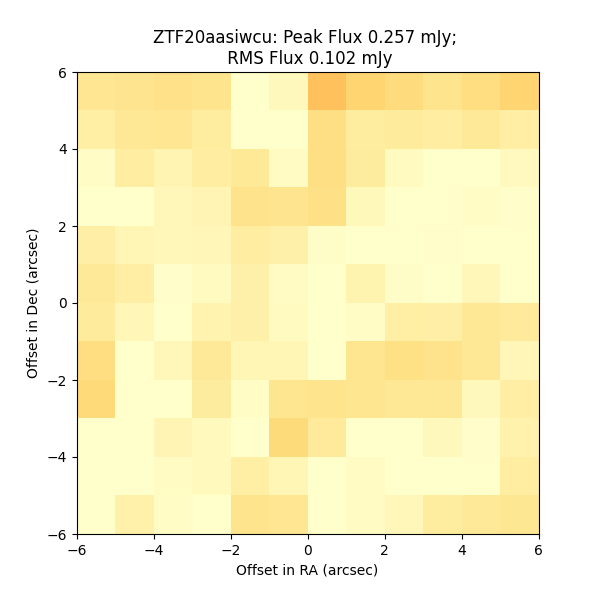 ZTF20aasiwcu: Peak Flux 0.257 mJy;
RMS Flux 0.102 mJy
6
4
2
0
−2
−4
−6
Offset in Dec (arcsec)
−6 −4 −2 0 2 4 6
Offset in RA (arcsec)